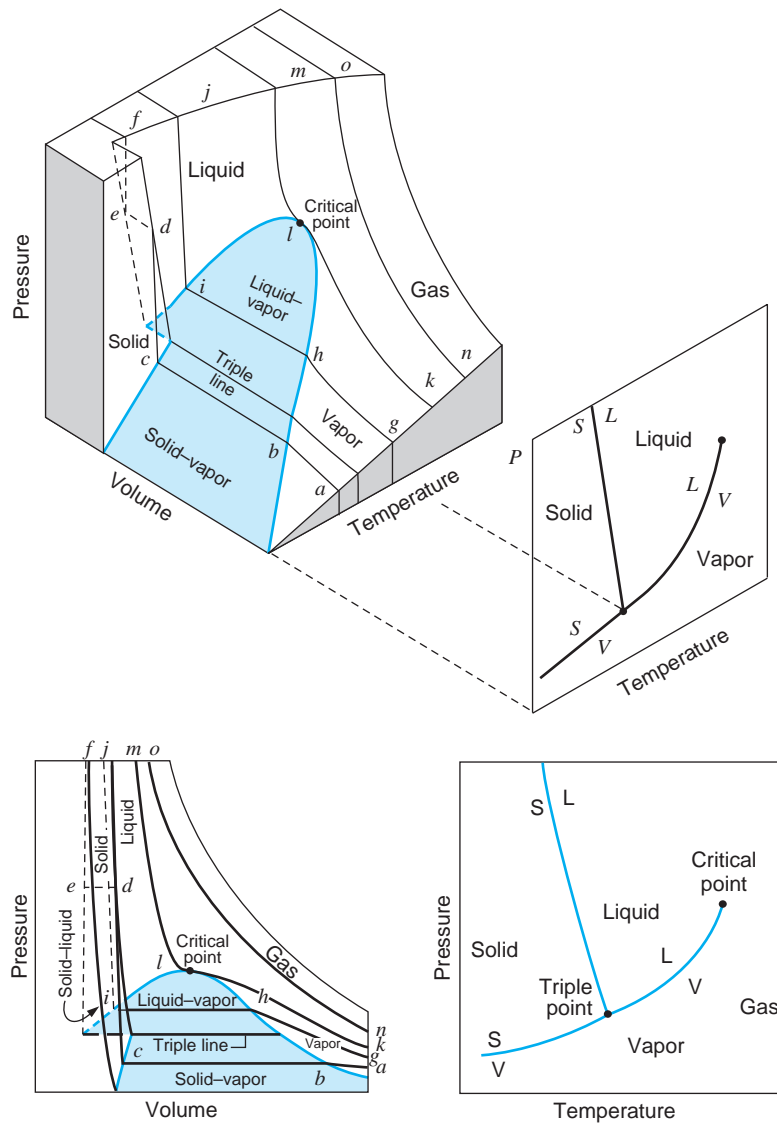 o
m
j
f
Liquid
Critical
point
e
d
l
Pressure
Gas
i
Liquid–
vapor
Solid
h
n
c
Triple
line
k
Vapor
g
Solid–vapor
b
a
Volume
Temperature
S
L
P
Liquid
L
V
Solid
Vapor
S
V
Temperature
f
j
m
o
Liquid
Solid
e
d
Solid–liquid
Pressure
l
Critical
point
Gas
i
Liquid–vapor
h
n
Triple line
Vapor
k
g
c
a
Solid–vapor
b
Volume
L
S
Critical
point
Pressure
Liquid
Solid
L
Triple
point
V
Gas
S
V
Vapor
Temperature